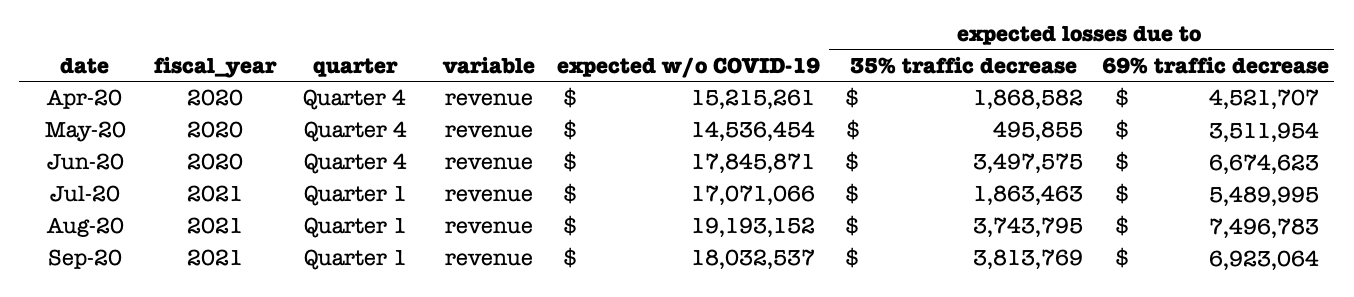 expected losses due to
date fiscal_year quarter variable expected w/o COVID-19 35% traffic decrease 69% traffic decrease
Apr-20 2020 Quarter 4 revenue $ 15,215,261 $ 1,868,582 $ 4,521,707
May-20 2020 Quarter 4 revenue $ 14,536,454 $ 495,855 $ 3,511,954
Jun-20 2020 Quarter 4 revenue $ 17,845,871 $ 3,497,575 $ 6,674,623
Jul-20 2021 Quarter 1 revenue $ 17,071,066 $ 1,863,463 $ 5,489,995
Aug-20 2021 Quarter 1 revenue $ 19,193,152 $ 3,743,795 $ 7,496,783
Sep-20 2021 Quarter 1 revenue $ 18,032,537 $ 3,813,769 $ 6,923,064